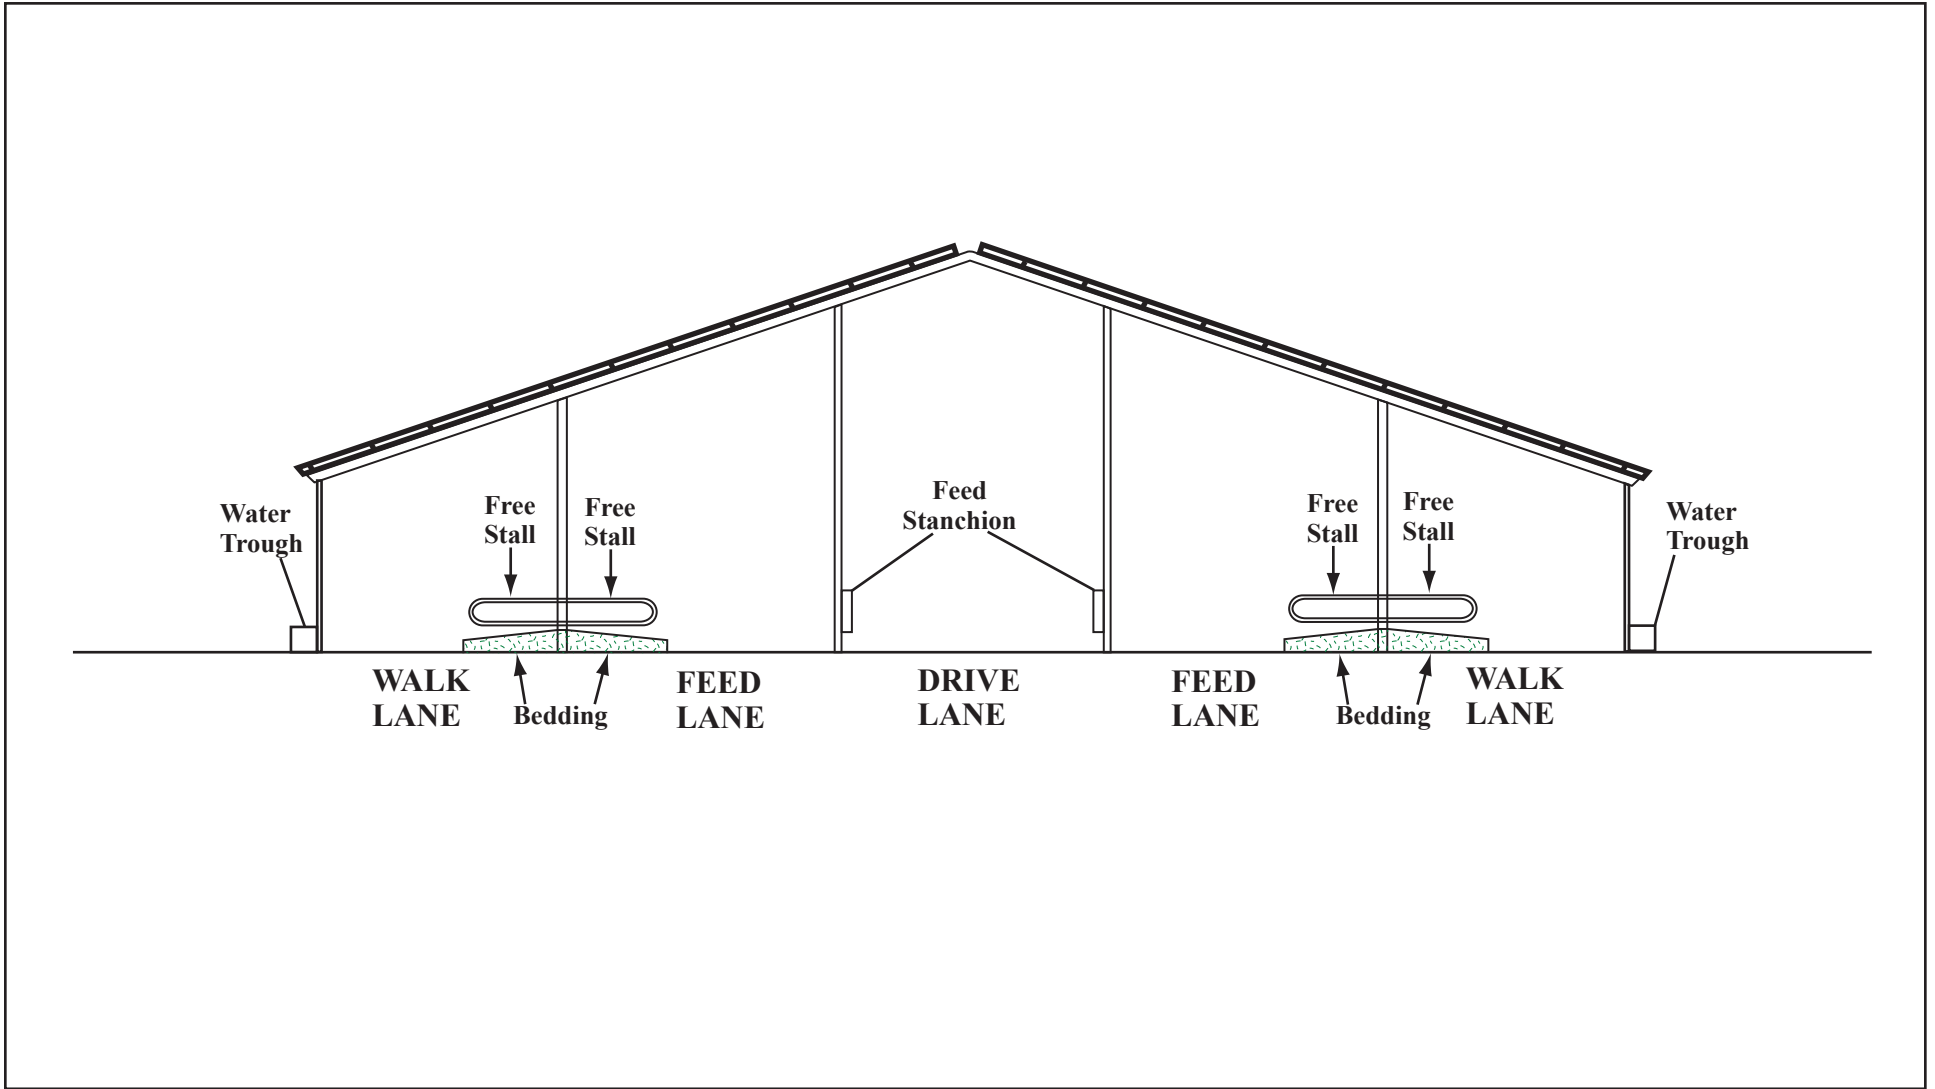 Water
Trough
Free
Stall
Free
Stall
Feed
Stanchion
Free
Stall
Free
Stall
Water
Trough
WALK
LANE
Bedding
FEED
LANE
DRIVE
LANE
FEED
LANE
Bedding
WALK
LANE